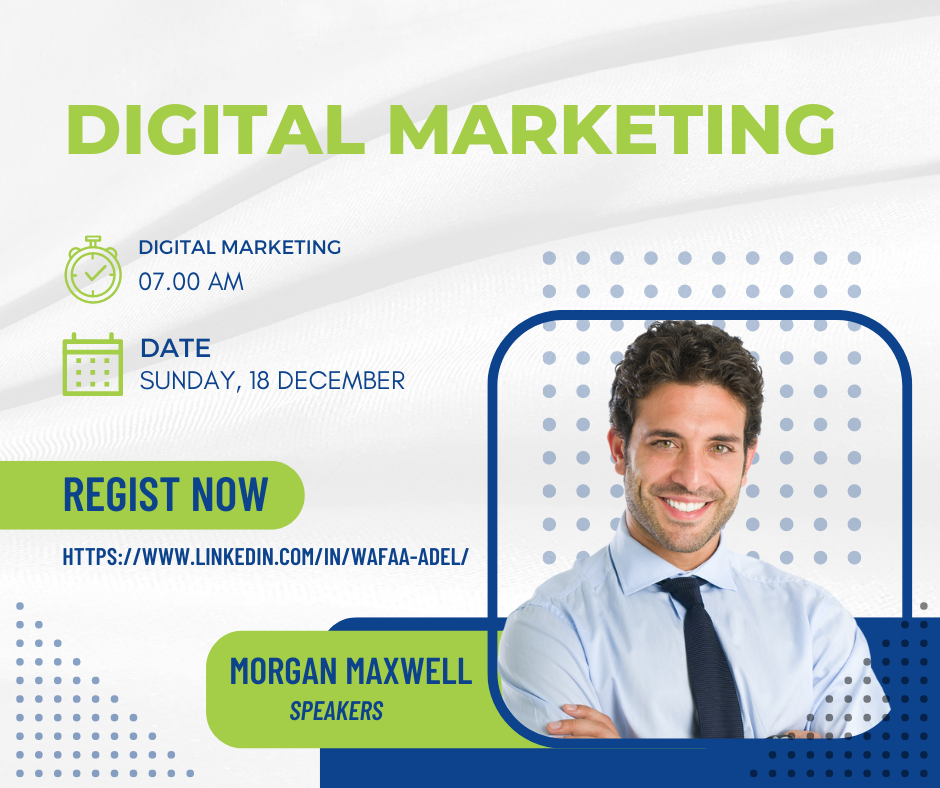 DIGITAL MARKETING
DIGITAL MARKETING
07.00 AM
DATE
SUNDAY, 18 DECEMBER
REGIST NOW
HTTPS://WWW.LINKEDIN.COM/IN/WAFAA-ADEL/
MORGAN MAXWELL
SPEAKERS